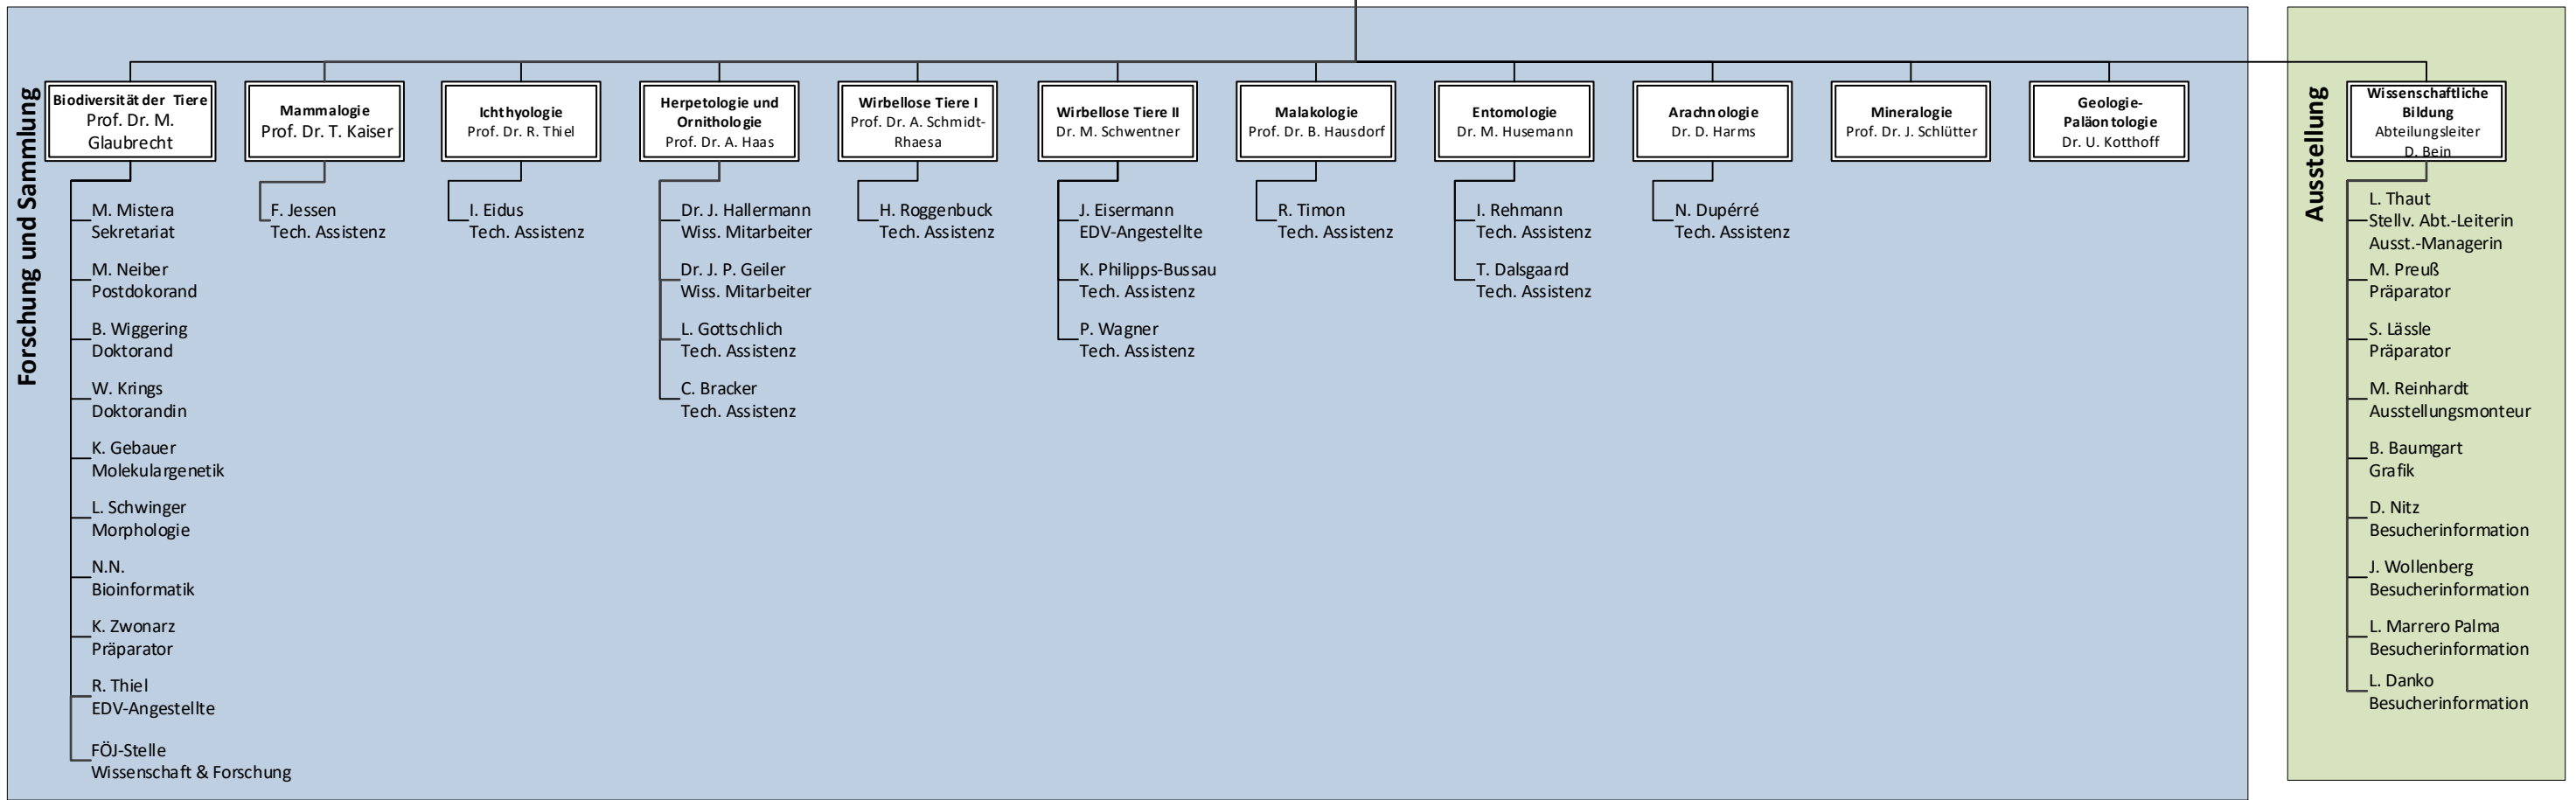 Forschung und Sammlung
Biodiversität der Tiere
Prof. Dr. M.
Glaubrecht
M. Mistera
Sekretariat
M. Neiber
Postdokorand
B. Wiggering
Doktorand
W. Krings
Doktorandin
K. Gebauer
Molekulargenetik
L. Schwinger
Morphologie
N.N.
Bioinformatik
K. Zwonarz
Präparator
R. Thiel
EDV-Angestellte
FÖJ-Stelle
Wissenschaft & Forschung
Mammalogie
Prof. Dr. T. Kaiser
F. Jessen
Tech. Assistenz
Ichthyologie
Prof. Dr. R. Thiel
I. Eidus
Tech. Assistenz
Herpetologie und
Ornithologie
Prof. Dr. A. Haas
Dr. J. Hallermann
Wiss. Mitarbeiter
Dr. J. P. Geiler
Wiss. Mitarbeiter
L. Gottschlich
Tech. Assistenz
C. Bracker
Tech. Assistenz
Wirbellose Tiere I
Prof. Dr. A. Schmidt-
Rhaesa
H. Roggenbuck
Tech. Assistenz
Wirbellose Tiere II
Dr. M. Schwentner
J. Eisermann
EDV-Angestellte
K. Philipps-Bussau
Tech. Assistenz
P. Wagner
Tech. Assistenz
Malakologie
Prof. Dr. B. Hausdorf
R. Timon
Tech. Assistenz
Entomologie
Dr. M. Husemann
I. Rehmann
Tech. Assistenz
T. Dalsgaard
Tech. Assistenz
Arachnologie
Dr. D. Harms
N. Dupérré
Tech. Assistenz
Mineralogie
Prof. Dr. J. Schlütter
Geologie-
Paläontologie
Dr. U. Kotthoff
Ausstellung
Wissenschaftliche
Bildung
Abteilungsleiter
D. Bein
L. Thaut
Stellv. Abt.-Leiterin
Ausst.-Managerin
M. Preuß
Präparator
S. Lässle
Präparator
M. Reinhardt
Ausstellungsmonteur
B. Baumgart
Grafik
D. Nitz
Besucherinformation
J. Wollenberg
Besucherinformation
L. Marrero Palma
Besucherinformation
L. Danko
Besucherinformation